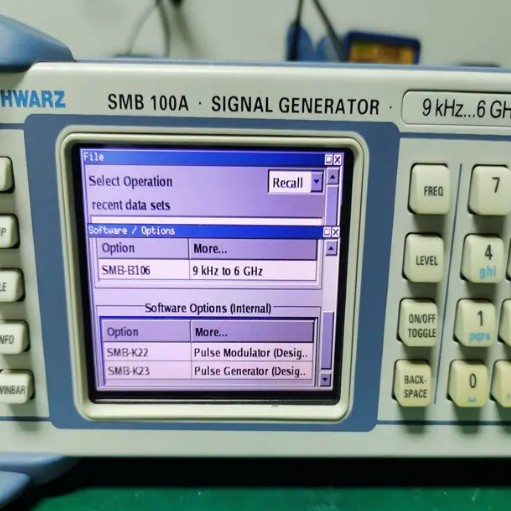 HWARZ
SMB 100A · SIGNAL GENERATOR ·
9 kHz...6 GH
File
Select Operation
Recall
recent data sets
Software / Options
Option More...
SMB-B106 9 kHz to 6 GHz
Software Options (Internal)
Option More...
SMB-K22 Pulse Modulator (Desig..
SMB-K23 Pulse Generator (Desig..
FREQ
7
LEVEL
4
ghi
ON/OFF
TOGGLE
1
pqrs
BACK-
SPACE
0
P
LE
NFO
WINBAR